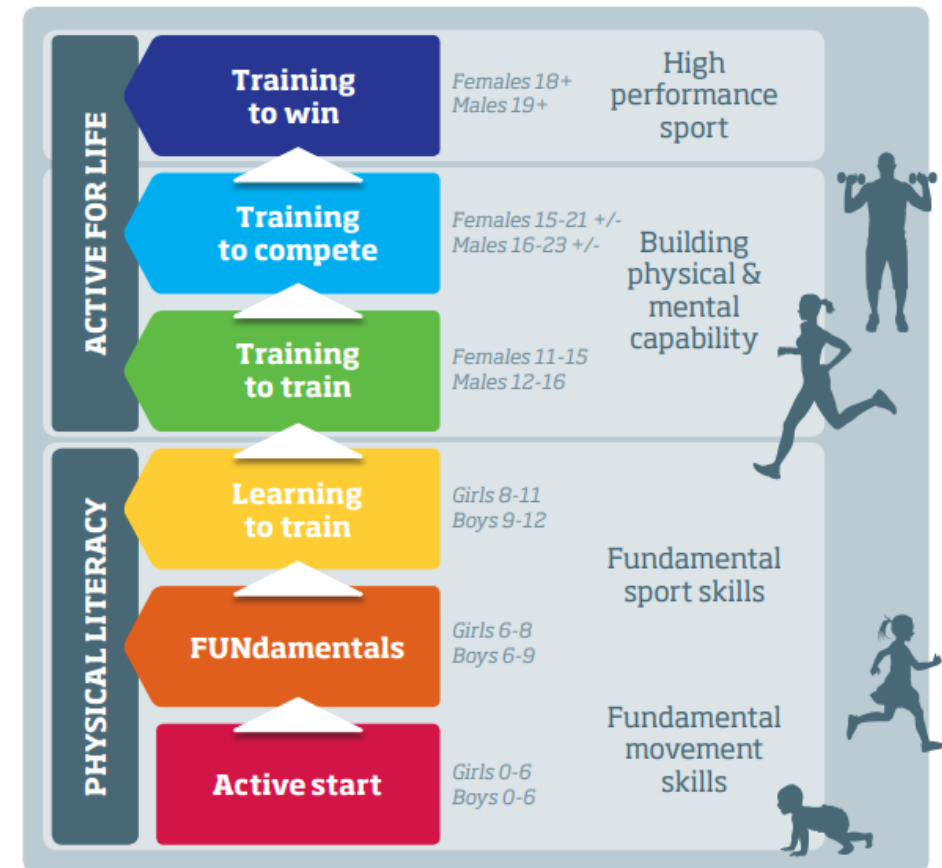 ACTIVE FOR LIFE
Training
to win
Females 18+
Males 19+
High
performance
sport
Training
to compete
Females 15-21 +/-
Males 16-23 +/-
Building
physical &
mental
capability
Training
to train
Females 11-15
Males 12-16
PHYSICAL LITERACY
Learning
to train
Girls 8-11
Boys 9-12
Fundamental
sport skills
FUNdamentals
Girls 6-8
Boys 6-9
Fundamental
movement
skills
Active start
Girls 0-6
Boys 0-6